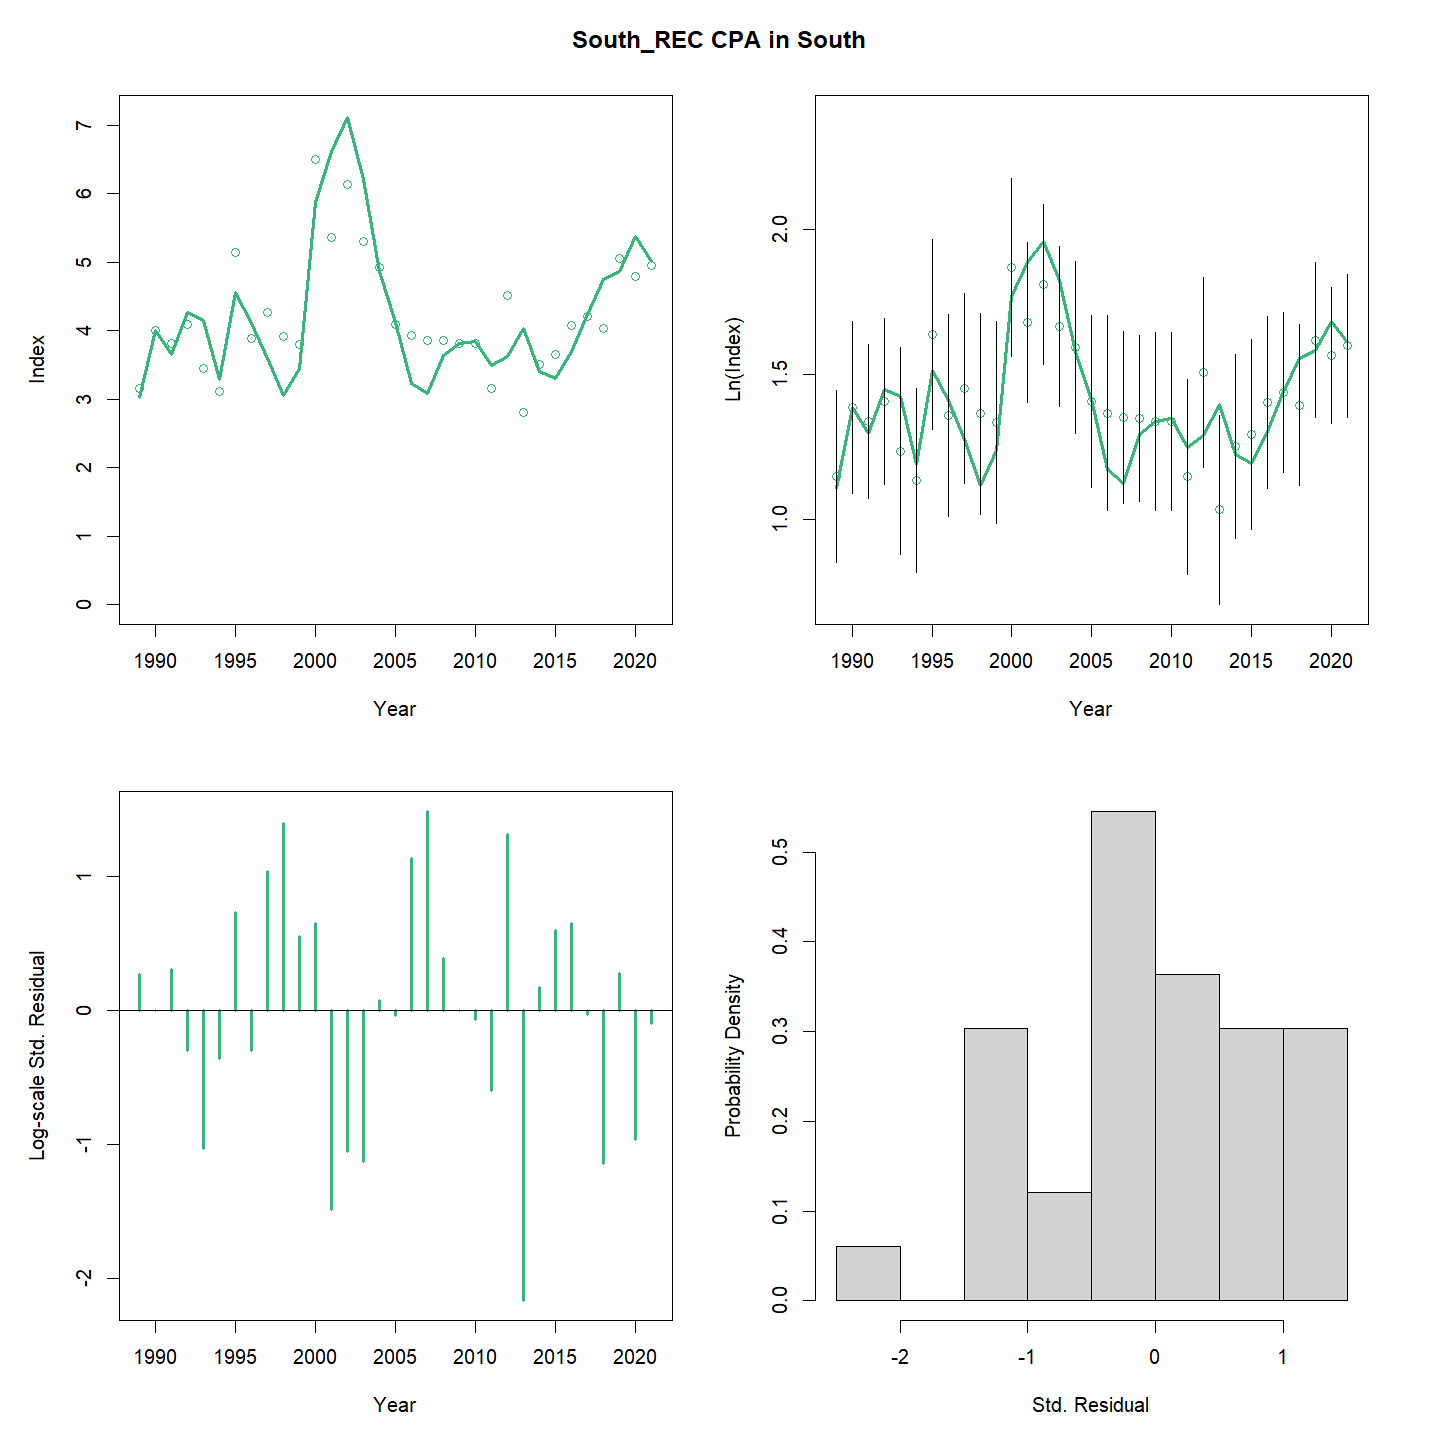 South_REC CPA in South
Index
7
6
5
4
3
2
1
0
1990 1995 2000 2005 2010 2015 2020
Year
Ln(Index)
2.0
1.5
1.0
1990 1995 2000 2005 2010 2015 2020
Year
Log-scale Std. Residual
1
0
-1
-2
1990 1995 2000 2005 2010 2015 2020
Year
Probability Density
0.5
0.4
0.3
0.2
0.1
0.0
-2 -1 0 1
Std. Residual